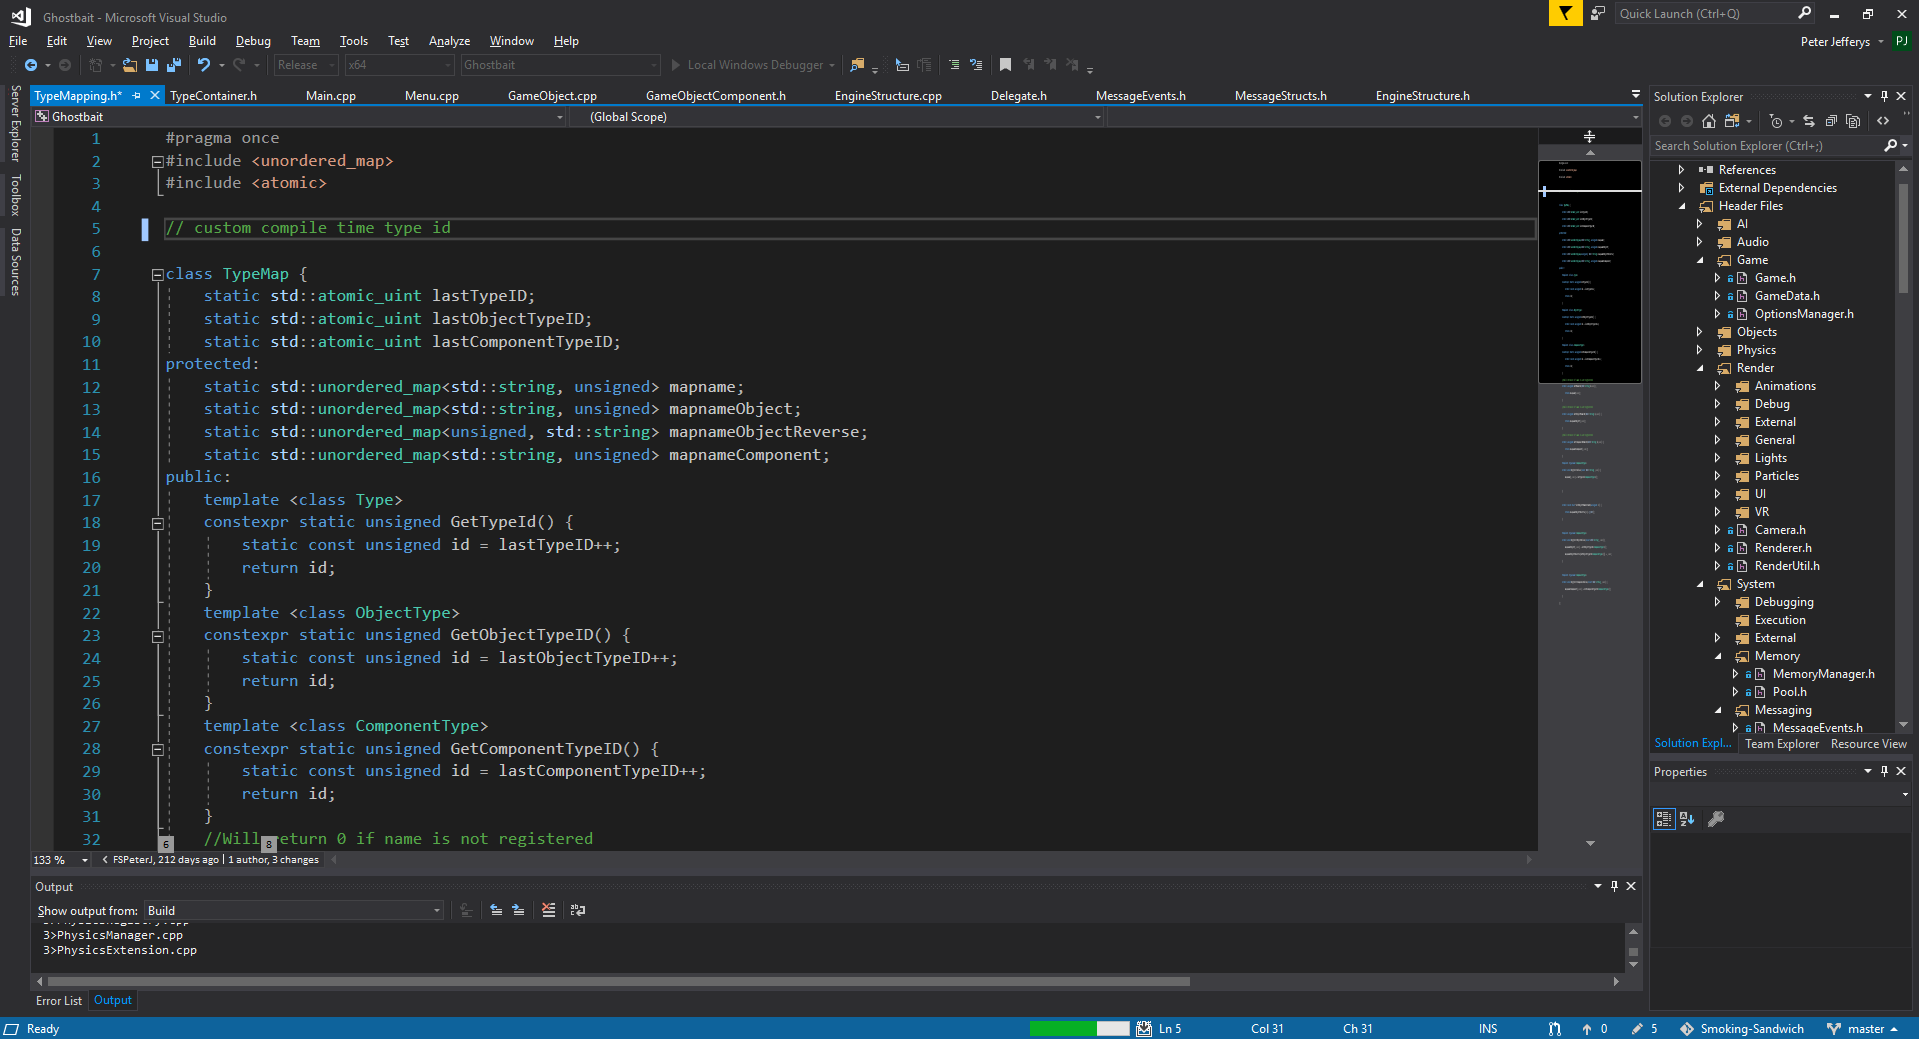 Ghostbait - Microsoft Visual Studio
Quick Launch (Ctrl+Q)
File Edit View Project Build Debug Team Tools Test Analyze Window Help
Peter Jefferys PJ
Release x64 Ghostbait Local Windows Debugger
TypeMapping.h* TypeContainer.h Main.cpp Menu.cpp GameObject.cpp GameObjectComponent.h EngineStructure.cpp Delegate.h MessageEvents.h MessageStructs.h EngineStructure.h
Ghostbait (Global Scope)
Server Explorer
Toolbox
Data Sources
1 #pragma once
2 #include <unordered_map>
3 #include <atomic>
4
5 // custom compile time type id
6
7 class TypeMap {
8 static std::atomic_uint lastTypeID;
9 static std::atomic_uint lastObjectTypeID;
10 static std::atomic_uint lastComponentTypeID;
11 protected:
12 static std::unordered_map<std::string, unsigned> mapname;
13 static std::unordered_map<std::string, unsigned> mapnameObject;
14 static std::unordered_map<unsigned, std::string> mapnameObjectReverse;
15 static std::unordered_map<std::string, unsigned> mapnameComponent;
16 public:
17 template <class Type>
18 constexpr static unsigned GetTypeId() {
19 static const unsigned id = lastTypeID++;
20 return id;
21 }
22 template <class ObjectType>
23 constexpr static unsigned GetObjectTypeID() {
24 static const unsigned id = lastObjectTypeID++;
25 return id;
26 }
27 template <class ComponentType>
28 constexpr static unsigned GetComponentTypeID() {
29 static const unsigned id = lastComponentTypeID++;
30 return id;
31 }
32 //Will return 0 if name is not registered
6 8
133 % FSPeterJ, 212 days ago | 1 author, 3 changes
Output
Show output from: Build
3>PhysicsManager.cpp
3>PhysicsExtension.cpp
Error List Output
Solution Explorer
Search Solution Explorer (Ctrl+;)
References
External Dependencies
Header Files
AI
Audio
Game
Game.h
GameData.h
OptionsManager.h
Objects
Physics
Render
Animations
Debug
External
General
Lights
Particles
UI
VR
Camera.h
Renderer.h
RenderUtil.h
System
Debugging
Execution
External
Memory
MemoryManager.h
Pool.h
Messaging
MessageEvents.h
Solution Expl... Team Explorer Resource View
Properties
Ready Ln 5 Col 31 Ch 31 INS 0 5 Smoking-Sandwich master